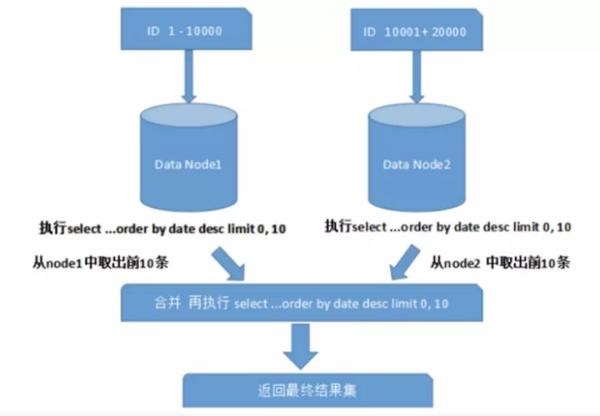 ID 1 - 10000
ID 10001+ 20000
Data Node1
Data Node2
执行select ...order by date desc limit 0, 10
执行select ...order by date desc limit 0, 10
从node1中取出前10条
从node2 中取出前10条
合并 再执行 select ...order by date desc limit 0, 10
返回最终结果集